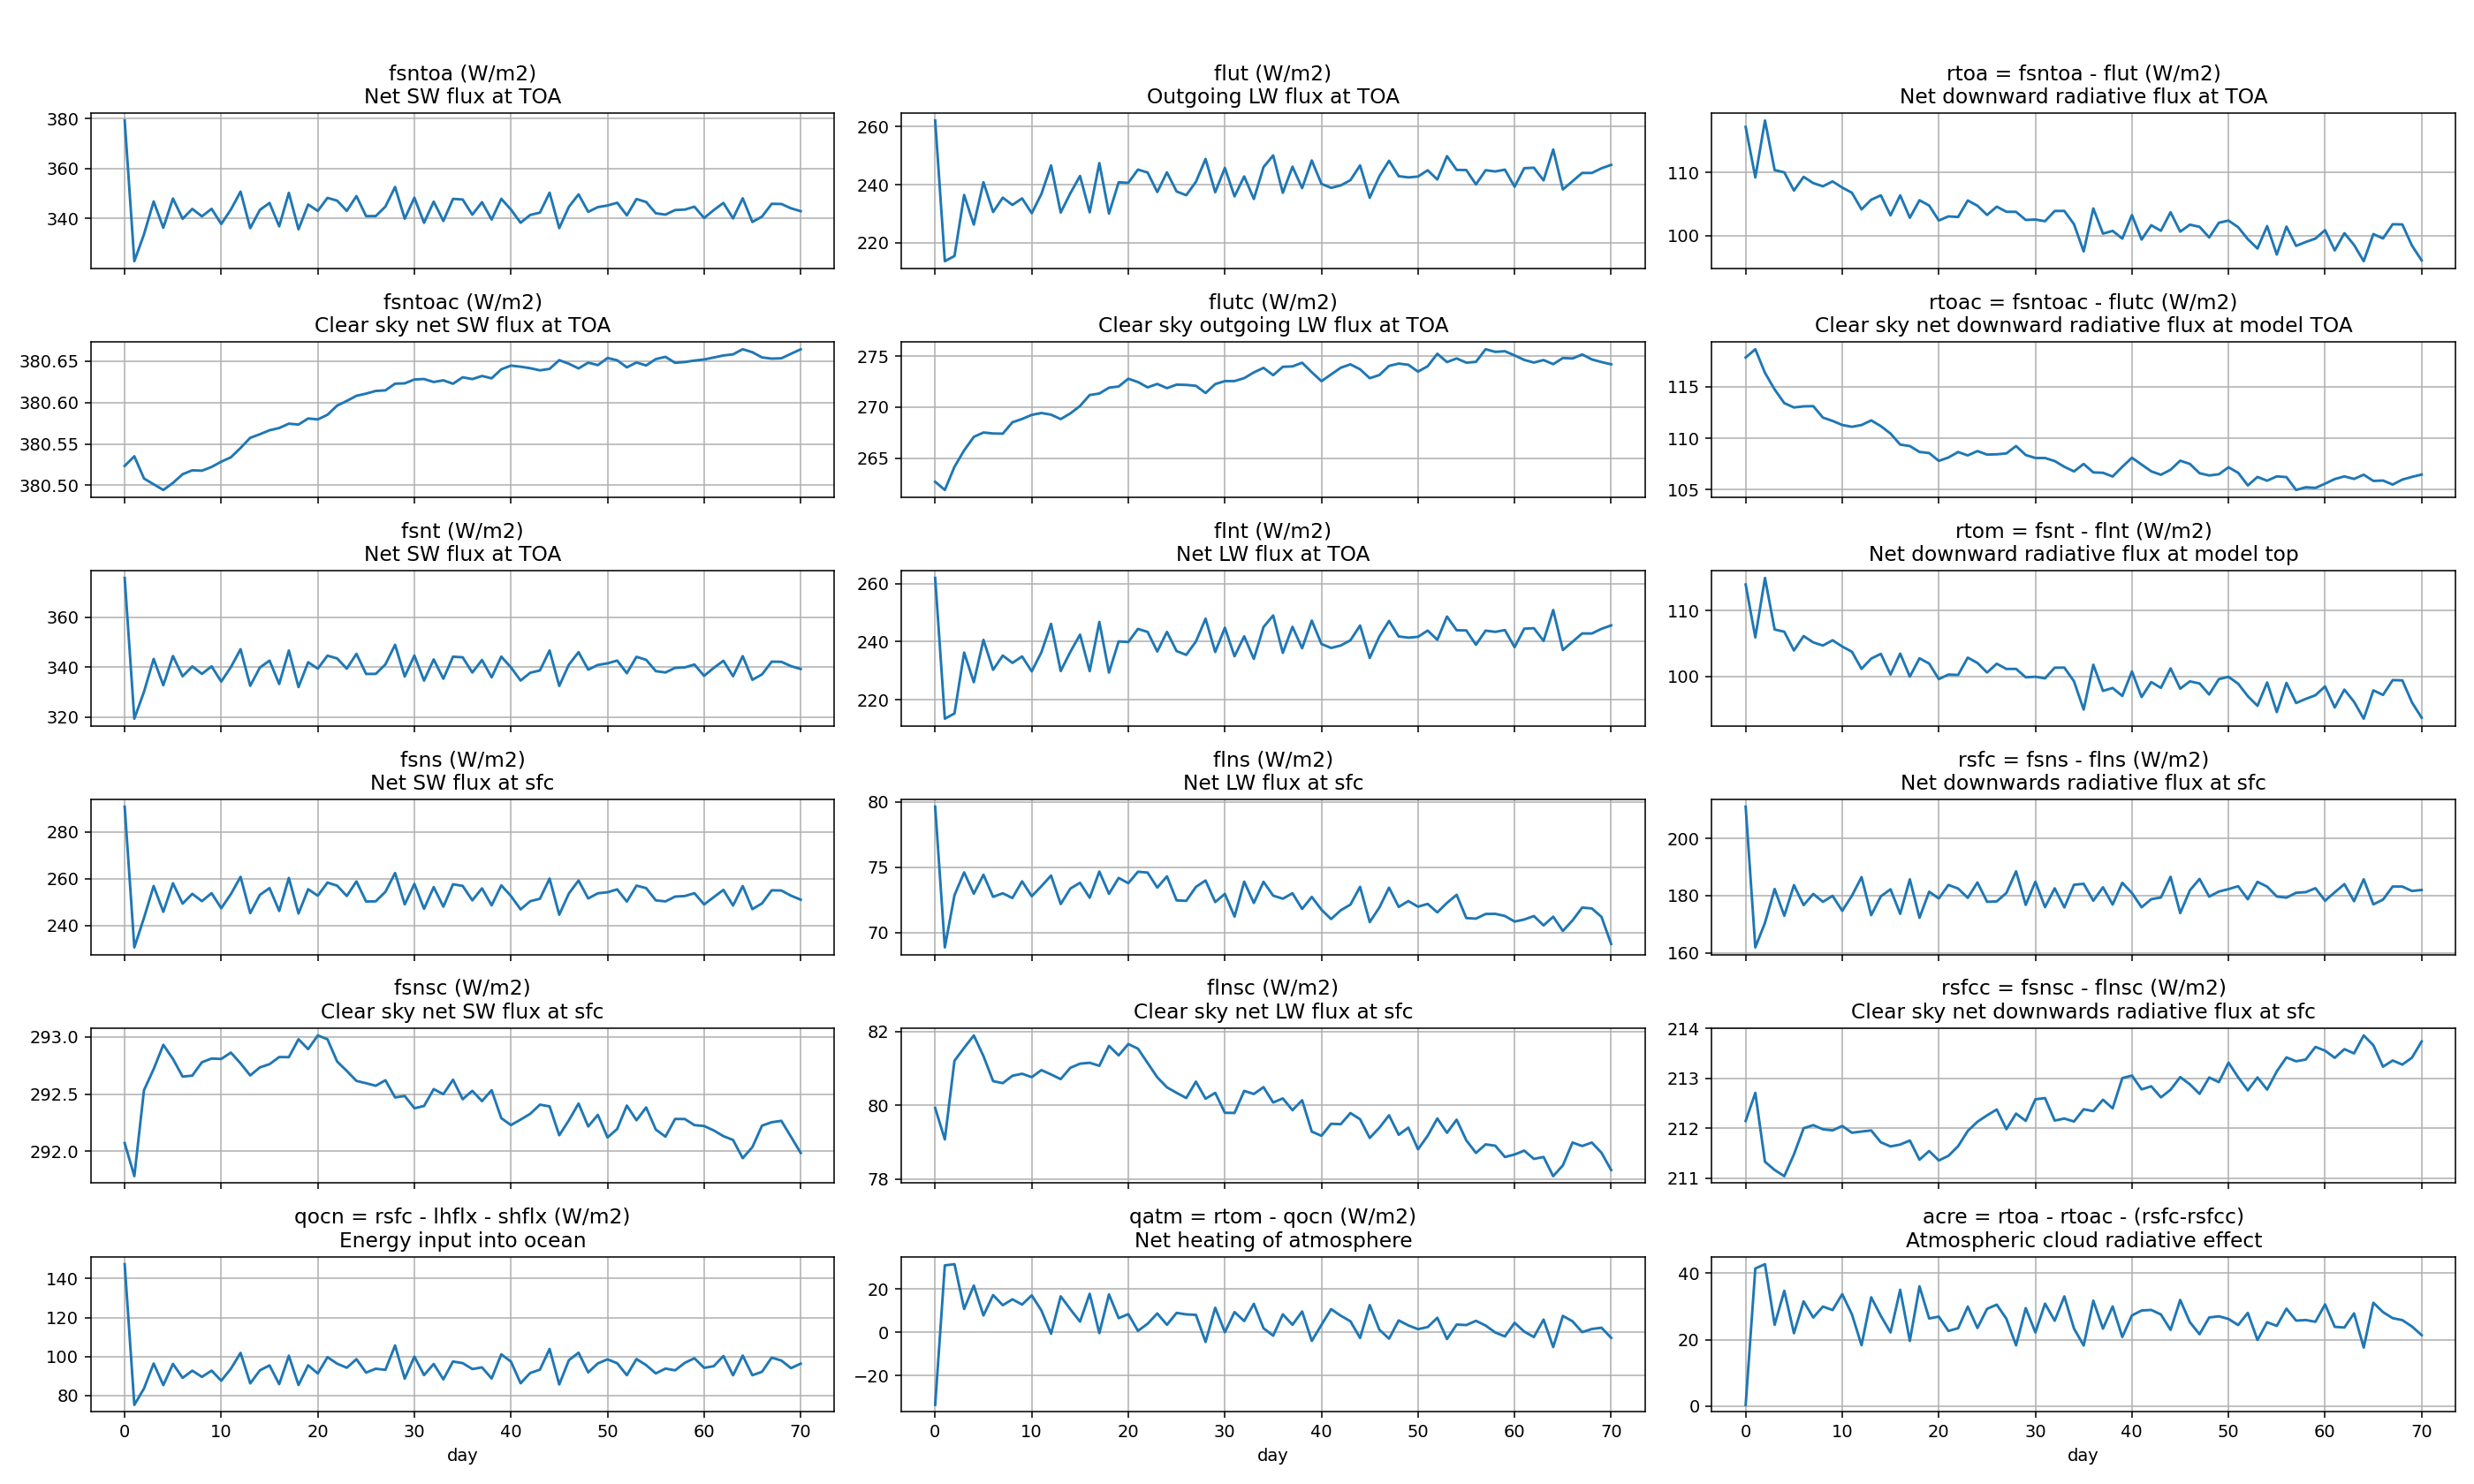 fsntoa (W/m2)
Net SW flux at TOA
380
360
340
flut (W/m2)
Outgoing LW flux at TOA
260
240
220
rtoa = fsntoa - flut (W/m2)
Net downward radiative flux at TOA
110
100
fsntoac (W/m2)
Clear sky net SW flux at TOA
380.65
380.60
380.55
380.50
flutc (W/m2)
Clear sky outgoing LW flux at TOA
275
270
265
rtoac = fsntoac - flutc (W/m2)
Clear sky net downward radiative flux at model TOA
115
110
105
fsnt (W/m2)
Net SW flux at TOA
360
340
320
flnt (W/m2)
Net LW flux at TOA
260
240
220
rtom = fsnt - flnt (W/m2)
Net downward radiative flux at model top
110
100
fsns (W/m2)
Net SW flux at sfc
280
260
240
flns (W/m2)
Net LW flux at sfc
80
75
70
rsfc = fsns - flns (W/m2)
Net downwards radiative flux at sfc
200
180
160
fsnsc (W/m2)
Clear sky net SW flux at sfc
293.0
292.5
292.0
flnsc (W/m2)
Clear sky net LW flux at sfc
82
80
78
rsfcc = fsnsc - flnsc (W/m2)
Clear sky net downwards radiative flux at sfc
214
213
212
211
qocn = rsfc - lhflx - shflx (W/m2)
Energy input into ocean
140
120
100
80
0 10 20 30 40 50 60 70
day
qatm = rtom - qocn (W/m2)
Net heating of atmosphere
20
0
−20
0 10 20 30 40 50 60 70
day
acre = rtoa - rtoac - (rsfc-rsfcc)
Atmospheric cloud radiative effect
40
20
0
0 10 20 30 40 50 60 70
day